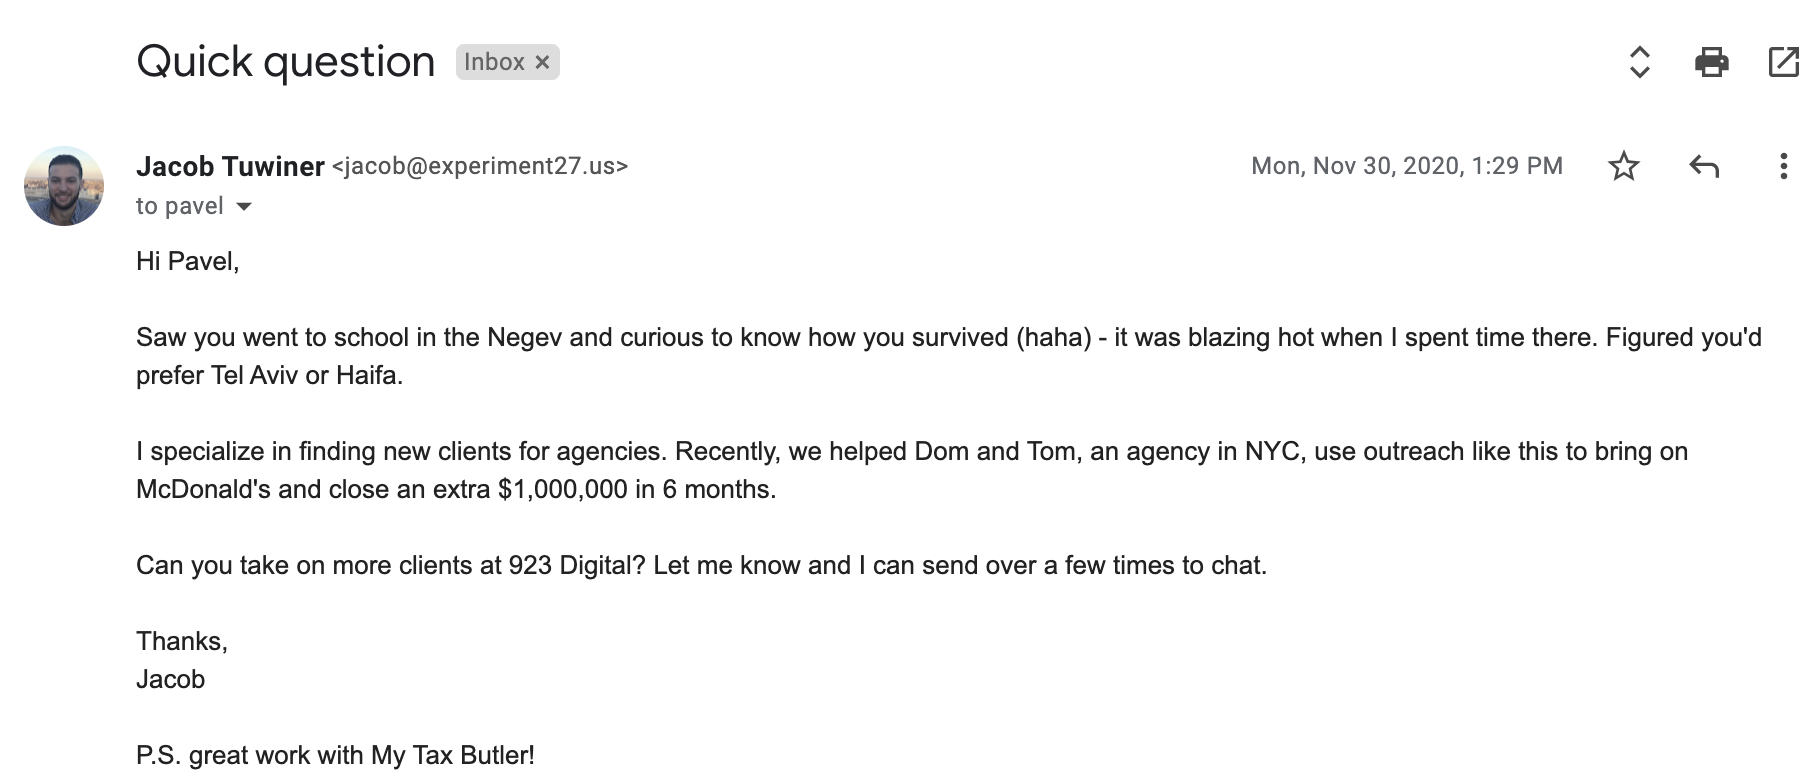 Quick question Inbox ×
Jacob Tuwiner <jacob@experiment27.us> Mon, Nov 30, 2020, 1:29 PM
to pavel
Hi Pavel,
Saw you went to school in the Negev and curious to know how you survived (haha) - it was blazing hot when I spent time there. Figured you'd
prefer Tel Aviv or Haifa.
I specialize in finding new clients for agencies. Recently, we helped Dom and Tom, an agency in NYC, use outreach like this to bring on
McDonald's and close an extra $1,000,000 in 6 months.
Can you take on more clients at 923 Digital? Let me know and I can send over a few times to chat.
Thanks,
Jacob
P.S. great work with My Tax Butler!